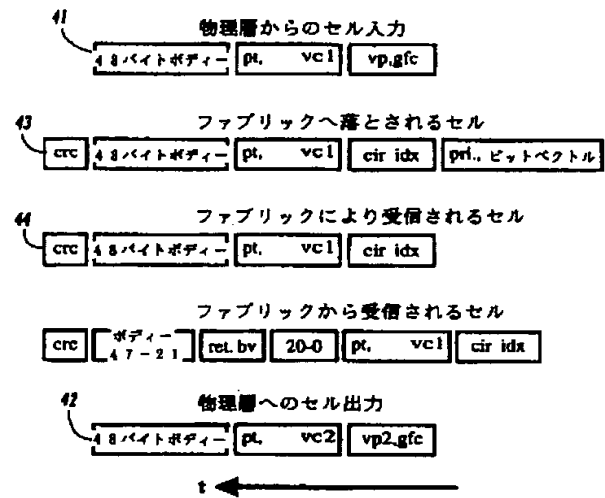 41
物理層からのセル入力
48バイトボディー pt, vc1 vp,gfc
43
ファブリックへ落とされるセル
crc 48バイトボディー pt, vc1 cir idx pri., ビットベクトル
44
ファブリックにより受信されるセル
crc 48バイトボディー pt, vc1 cir idx
ファブリックから受信されるセル
crc ボディー 47-21 ret. bv 20-0 pt, vc1 cir idx
42
物理層へのセル出力
48バイトボディー pt, vc2 vp2,gfc
t